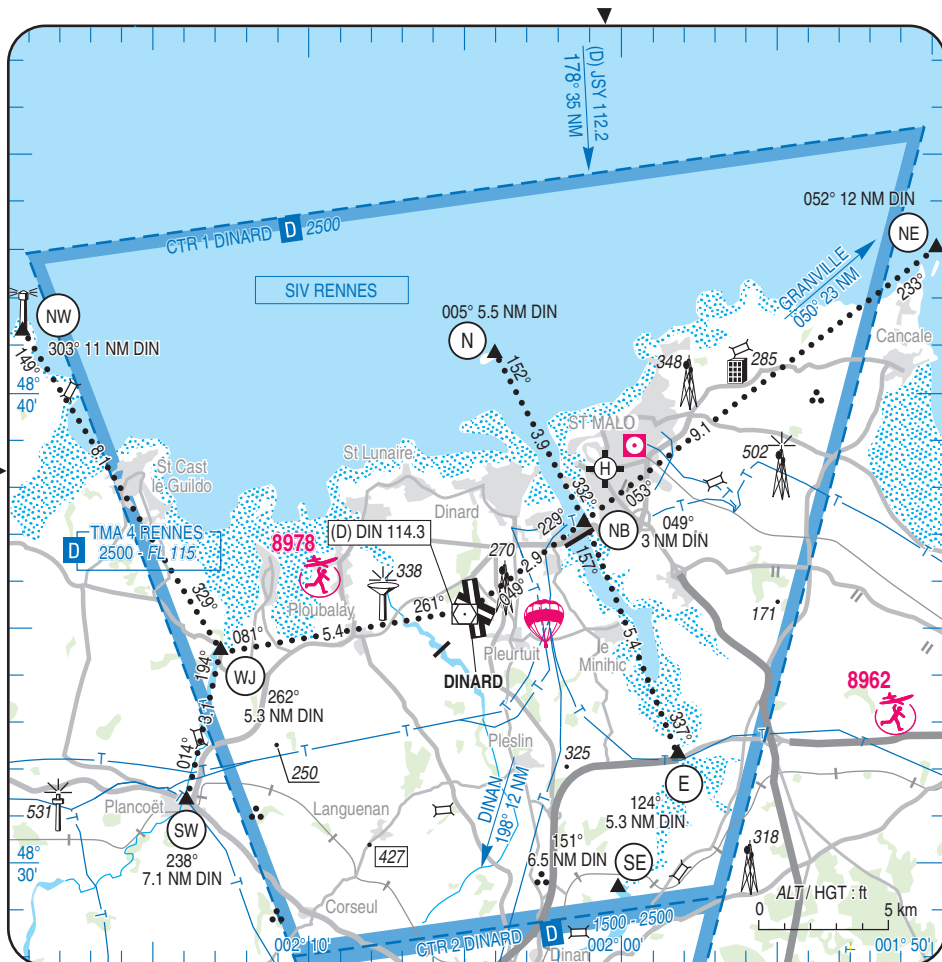 (D) JSY 112.2
178° 35 NM
052° 12 NM DIN
NE
CTR 1 DINARD D 2500
GRANVILLE
050° 23 NM
233°
SIV RENNES
NW
303° 11 NM DIN
149°
005° 5.5 NM DIN
N
152°
348
285
Cancale
48°
40'
8.1
3.9
ST MALO
9.1
502
St Cast
le Guildo
St Lunaire
H
332°
053°
Dinard
229°
NB
049°
3 NM DIN
TMA 4 RENNES
D 2500 - FL 115
8978
(D) DIN 114.3
270
2.9
157°
338
Ploubalay
329°
261°
049°
171
081°
5.4
5.4
Pleurtuit
le
Minihic
194°
WJ
DINARD
8962
262°
5.3 NM DIN
3.1
337°
014°
Pleslin
250
325
E
531
Plancoët
Languenan
DINAN
198° 12 NM
124°
5.3 NM DIN
SW
238°
7.1 NM DIN
427
151°
6.5 NM DIN
SE
318
48°
30'
ALT / HGT : ft
0 5 km
Corseul
1500 - 2500
CTR 2 DINARD D
002° 10'
002° 00'
Dinan
001° 50'
T
T
T
T
T
T
T
T
T
T
T
T
T
T